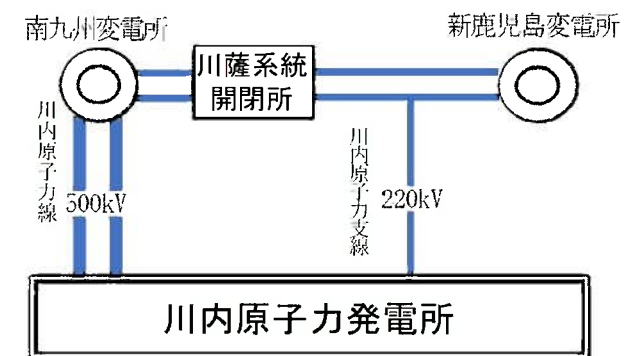 南九州変電所
新鹿児島変電所
川薩系統
開閉所
川内原子力線
500kV
川内原子力支線
220kV
川内原子力発電所